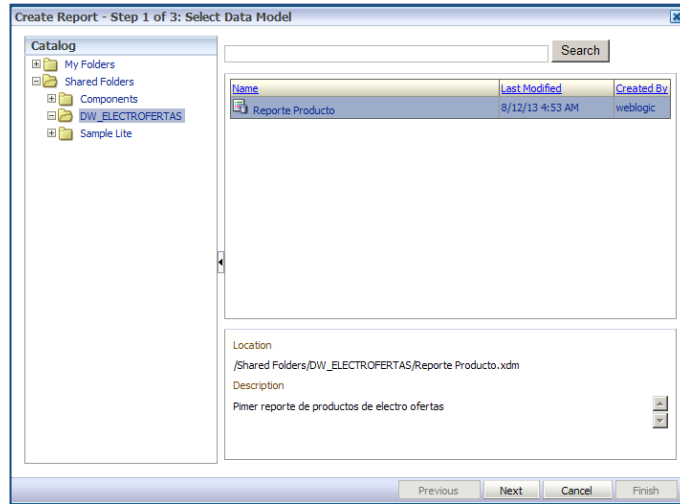 Create Report - Step 1 of 3: Select Data Model
Catalog
My Folders
Shared Folders
Components
DW_ELECTROFERTAS
Sample Lite
Search
Name Last Modified Created By
Reporte Producto 8/12/13 4:53 AM weblogic
Location
/Shared Folders/DW_ELECTROFERTAS/Reporte Producto.xdm
Description
Pimer reporte de productos de electro ofertas
Previous Next Cancel Finish